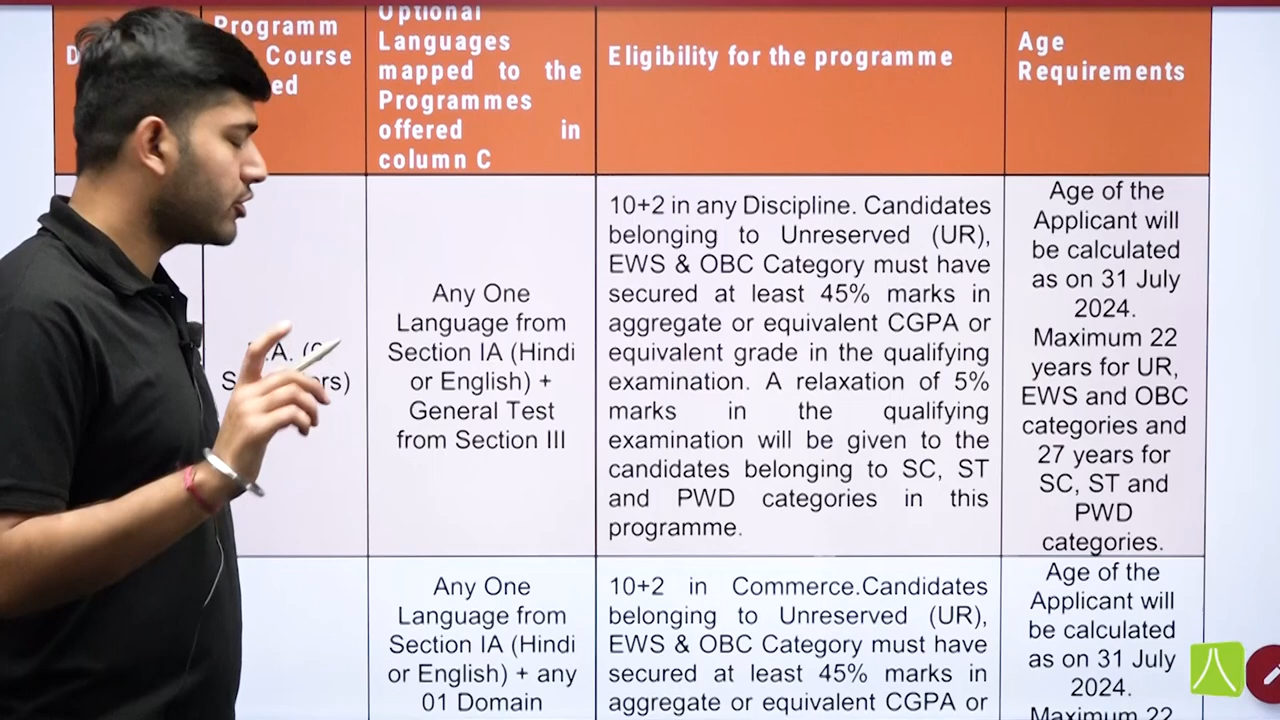 Programm
Course
ed
Optional
Languages
mapped to the
Programmes
offered in
column C
Eligibility for the programme
Age
Requirements
Any One
Language from
Section IA (Hindi
or English) +
General Test
from Section III
10+2 in any Discipline. Candidates
belonging to Unreserved (UR),
EWS & OBC Category must have
secured at least 45% marks in
aggregate or equivalent CGPA or
equivalent grade in the qualifying
examination. A relaxation of 5%
marks in the qualifying
examination will be given to the
candidates belonging to SC, ST
and PWD categories in this
programme.
Age of the
Applicant will
be calculated
as on 31 July
2024.
Maximum 22
years for UR,
EWS and OBC
categories and
27 years for
SC, ST and
PWD
categories.
Any One
Language from
Section IA (Hindi
or English) + any
01 Domain
10+2 in Commerce.Candidates
belonging to Unreserved (UR),
EWS & OBC Category must have
secured at least 45% marks in
aggregate or equivalent CGPA or
Age of the
Applicant will
be calculated
as on 31 July
2024.
Maximum 22